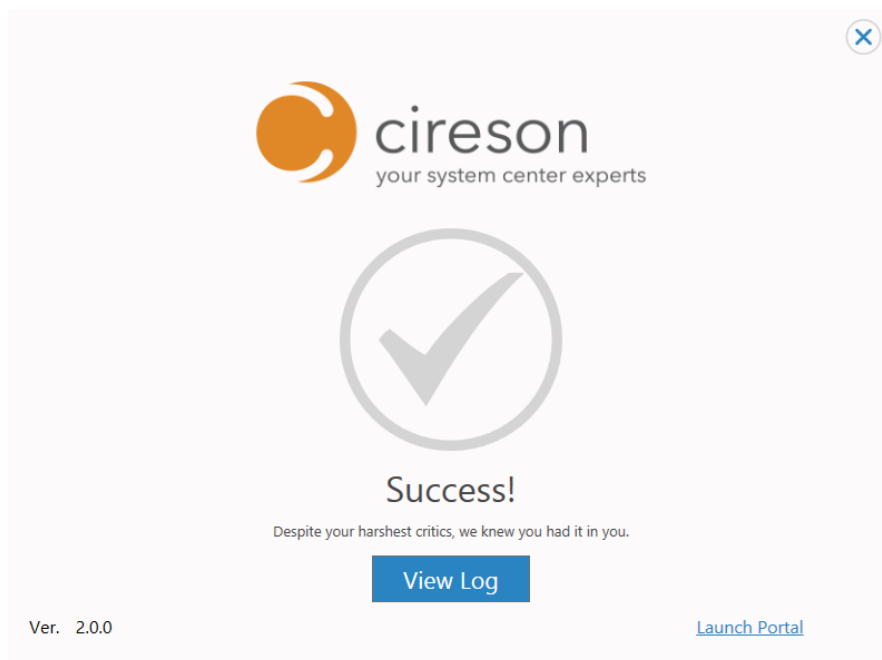 cireson
your system center experts
Success!
Despite your harshest critics, we knew you had it in you.
View Log
Ver. 2.0.0
Launch Portal